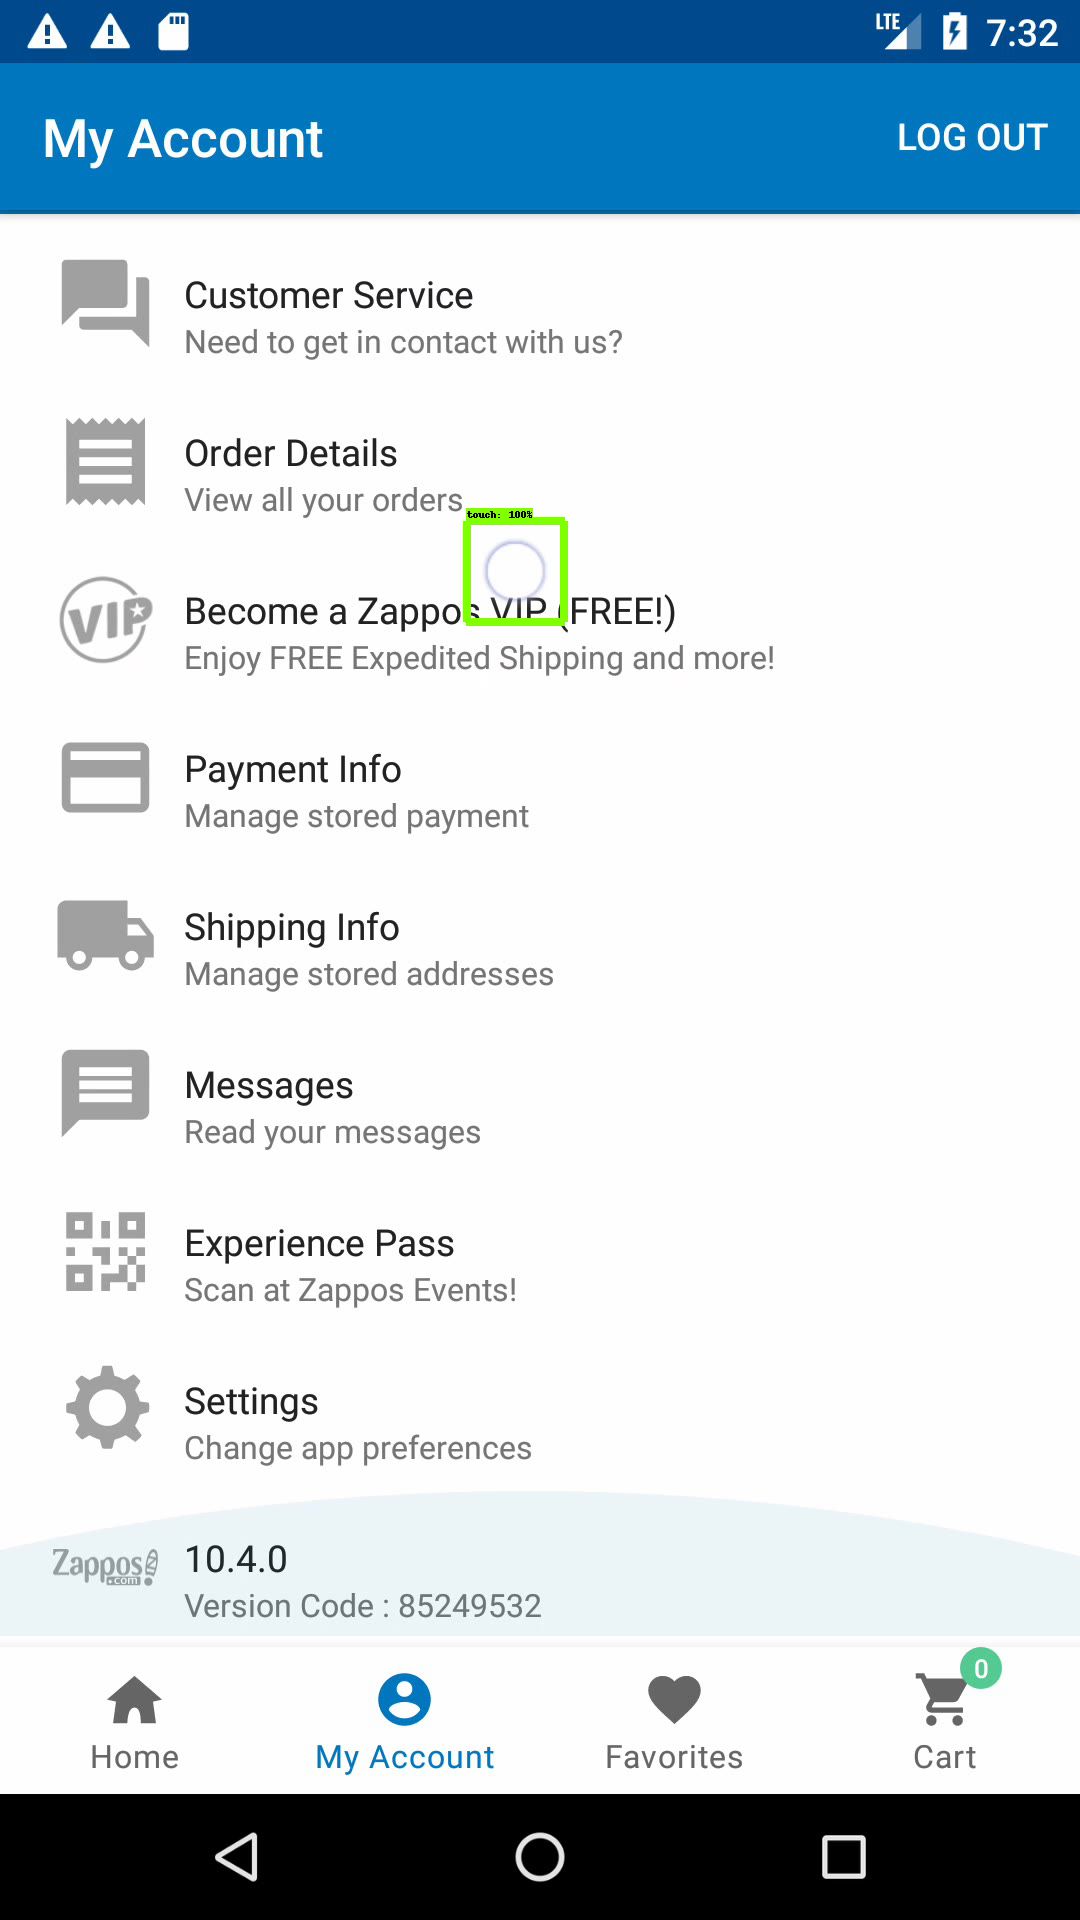 LTE 7:32
My Account
LOG OUT
Customer Service
Need to get in contact with us?
Order Details
View all your orders
touch: 100%
VIP
Become a Zappos VIP (FREE!)
Enjoy FREE Expedited Shipping and more!
Payment Info
Manage stored payment
Shipping Info
Manage stored addresses
Messages
Read your messages
Experience Pass
Scan at Zappos Events!
Settings
Change app preferences
Zappos
.com
10.4.0
Version Code : 85249532
0
Home
My Account
Favorites
Cart